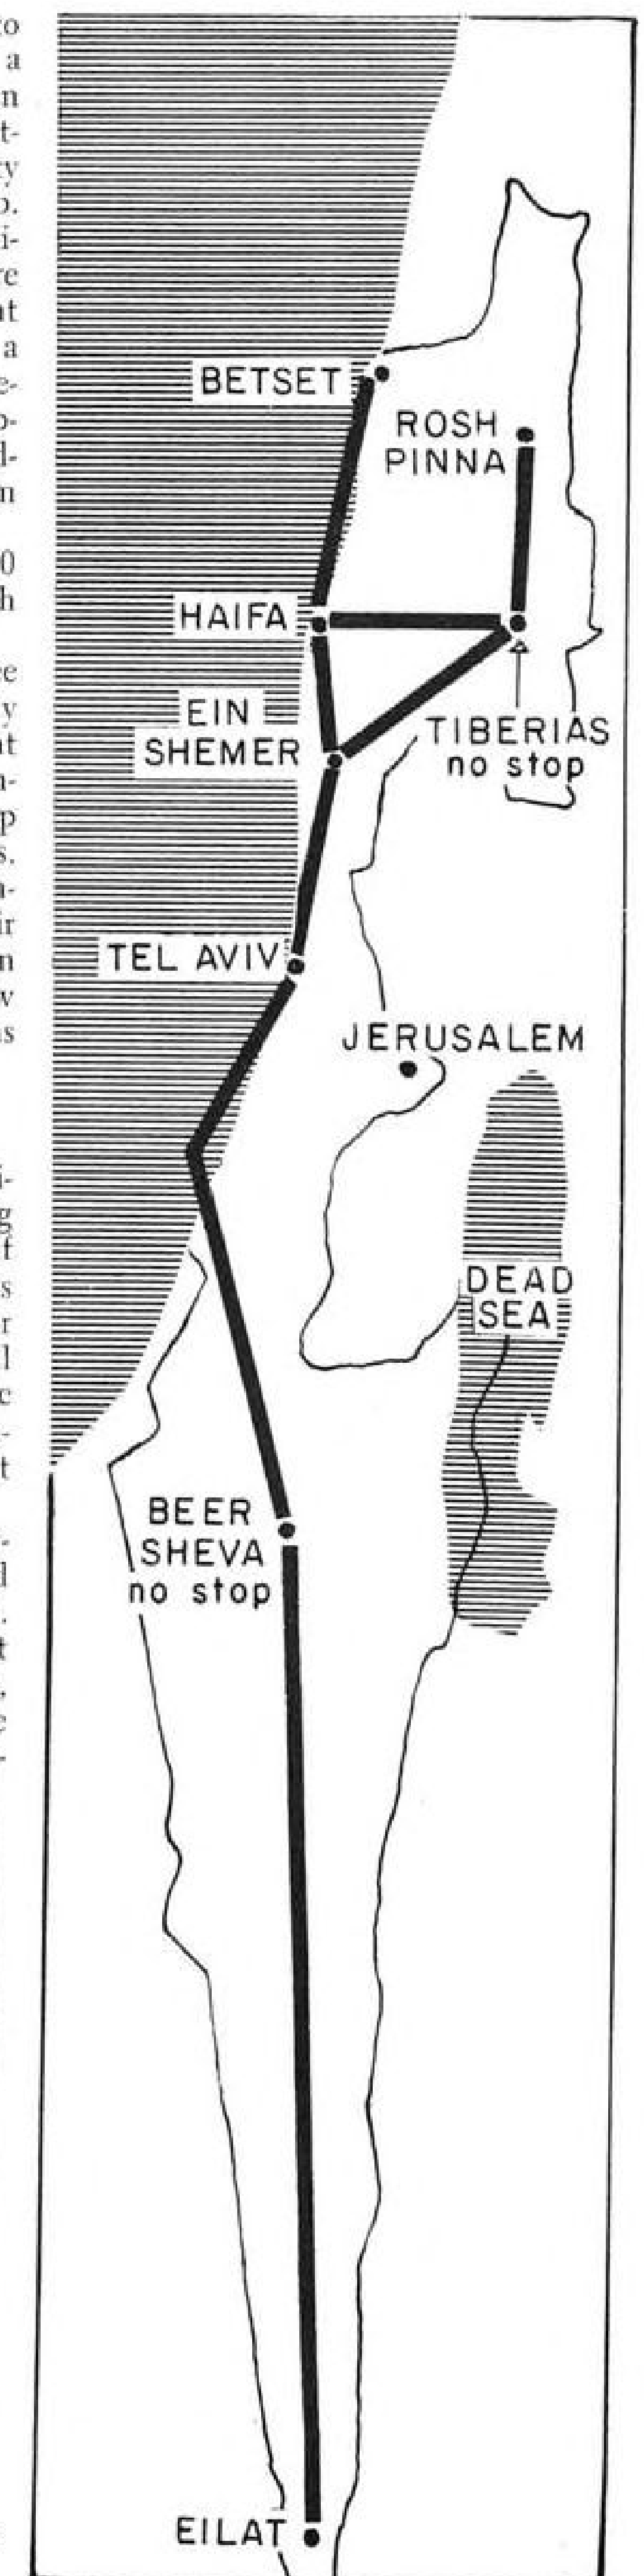 BETSET
ROSH
PINNA
HAIFA
EIN
SHEMER
TIBERIAS
no stop
TEL AVIV
JERUSALEM
DEAD
SEA
BEER
SHEVA
no stop
EILAT